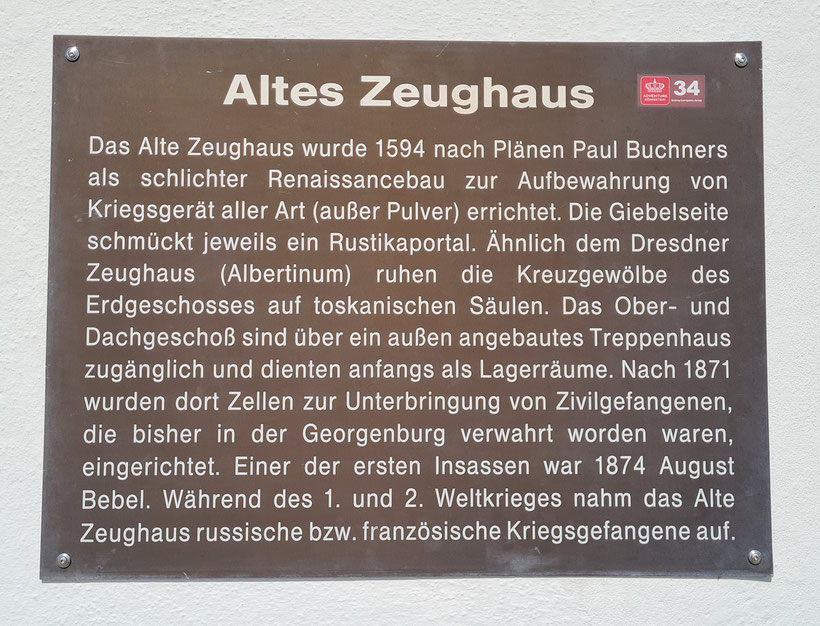 Altes Zeughaus
34
Das Alte Zeughaus wurde 1594 nach Plänen Paul Buchners
als schlichter Renaissancebau zur Aufbewahrung von
Kriegsgerät aller Art (außer Pulver) errichtet. Die Giebelseite
schmückt jeweils ein Rustikaportal. Ähnlich dem Dresdner
Zeughaus (Albertinum) ruhen die Kreuzgewölbe des
Erdgeschosses auf toskanischen Säulen. Das Ober- und
Dachgeschoß sind über ein außen angebautes Treppenhaus
zugänglich und dienten anfangs als Lagerräume. Nach 1871
wurden dort Zellen zur Unterbringung von Zivilgefangenen,
die bisher in der Georgenburg verwahrt worden waren,
eingerichtet. Einer der ersten Insassen war 1874 August
Bebel. Während des 1. und 2. Weltkrieges nahm das Alte
Zeughaus russische bzw. französische Kriegsgefangene auf.